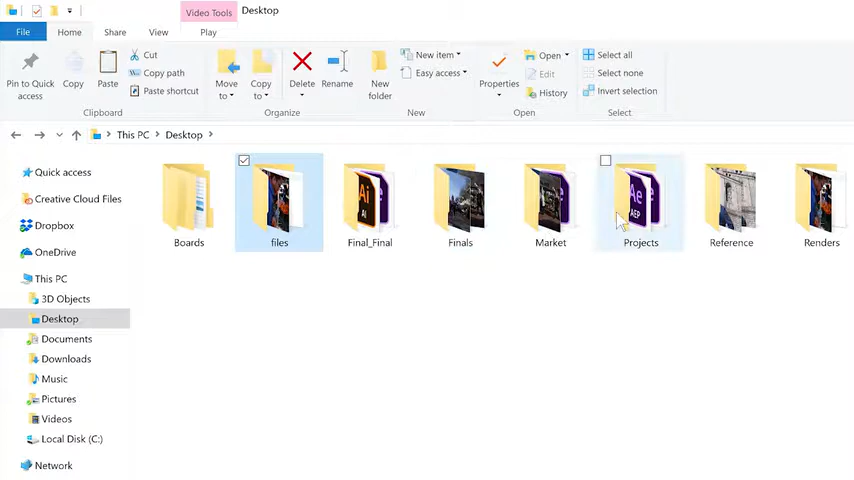 Video Tools Desktop
File Home Share View Play
Pin to Quick access
Copy
Paste
Cut
Copy path
Paste shortcut
Clipboard
Move to
Copy to
Delete
Rename
Organize
New folder
New item
Easy access
New
Properties
Open
Edit
History
Open
Select all
Select none
Invert selection
Select
This PC Desktop
Quick access
Creative Cloud Files
Dropbox
OneDrive
This PC
3D Objects
Desktop
Documents
Downloads
Music
Pictures
Videos
Local Disk (C:)
Network
Ai
AI
Ae
AEP
Boards files Final_Final Finals Market Projects Reference Renders